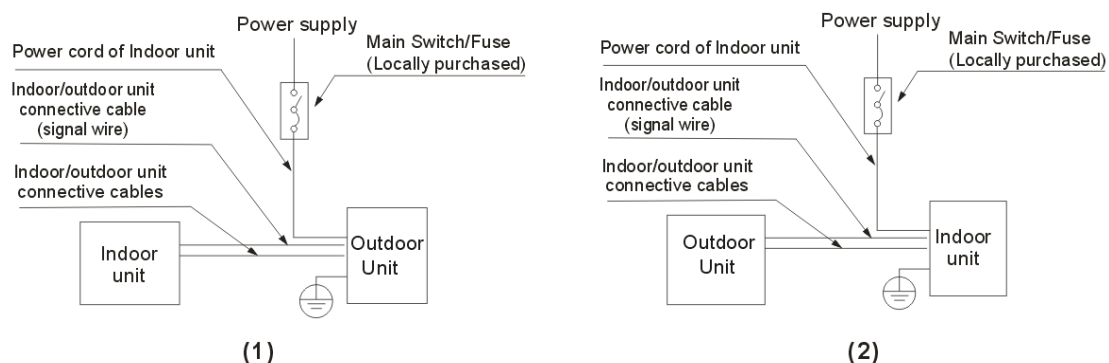 Power supply
Power cord of Indoor unit
Main Switch/Fuse
(Locally purchased)
Indoor/outdoor unit
connective cable
(signal wire)
Indoor/outdoor unit
connective cables
Indoor
unit
Outdoor
Unit
(1)
Power supply
Power cord of Indoor unit
Main Switch/Fuse
(Locally purchased)
Indoor/outdoor unit
connective cable
(signal wire)
Indoor/outdoor unit
connective cables
Outdoor
Unit
Indoor
unit
(2)